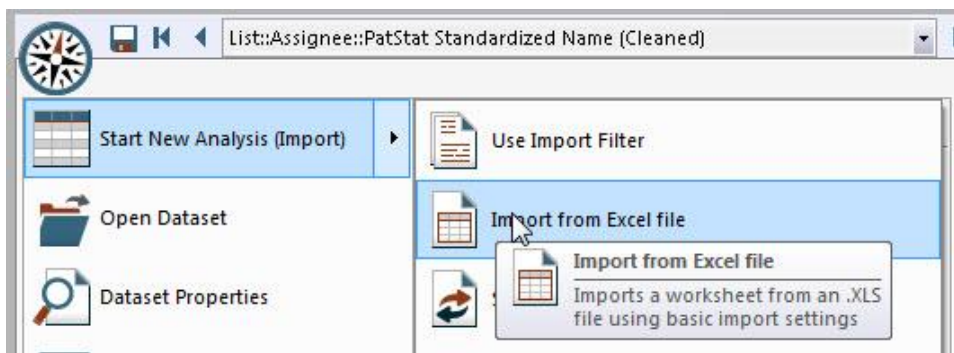 List::Assignee::PatStat Standardized Name (Cleaned)
Start New Analysis (Import)
Use Import Filter
Open Dataset
Import from Excel file
Import from Excel file
Imports a worksheet from an .XLS
file using basic import settings
Dataset Properties